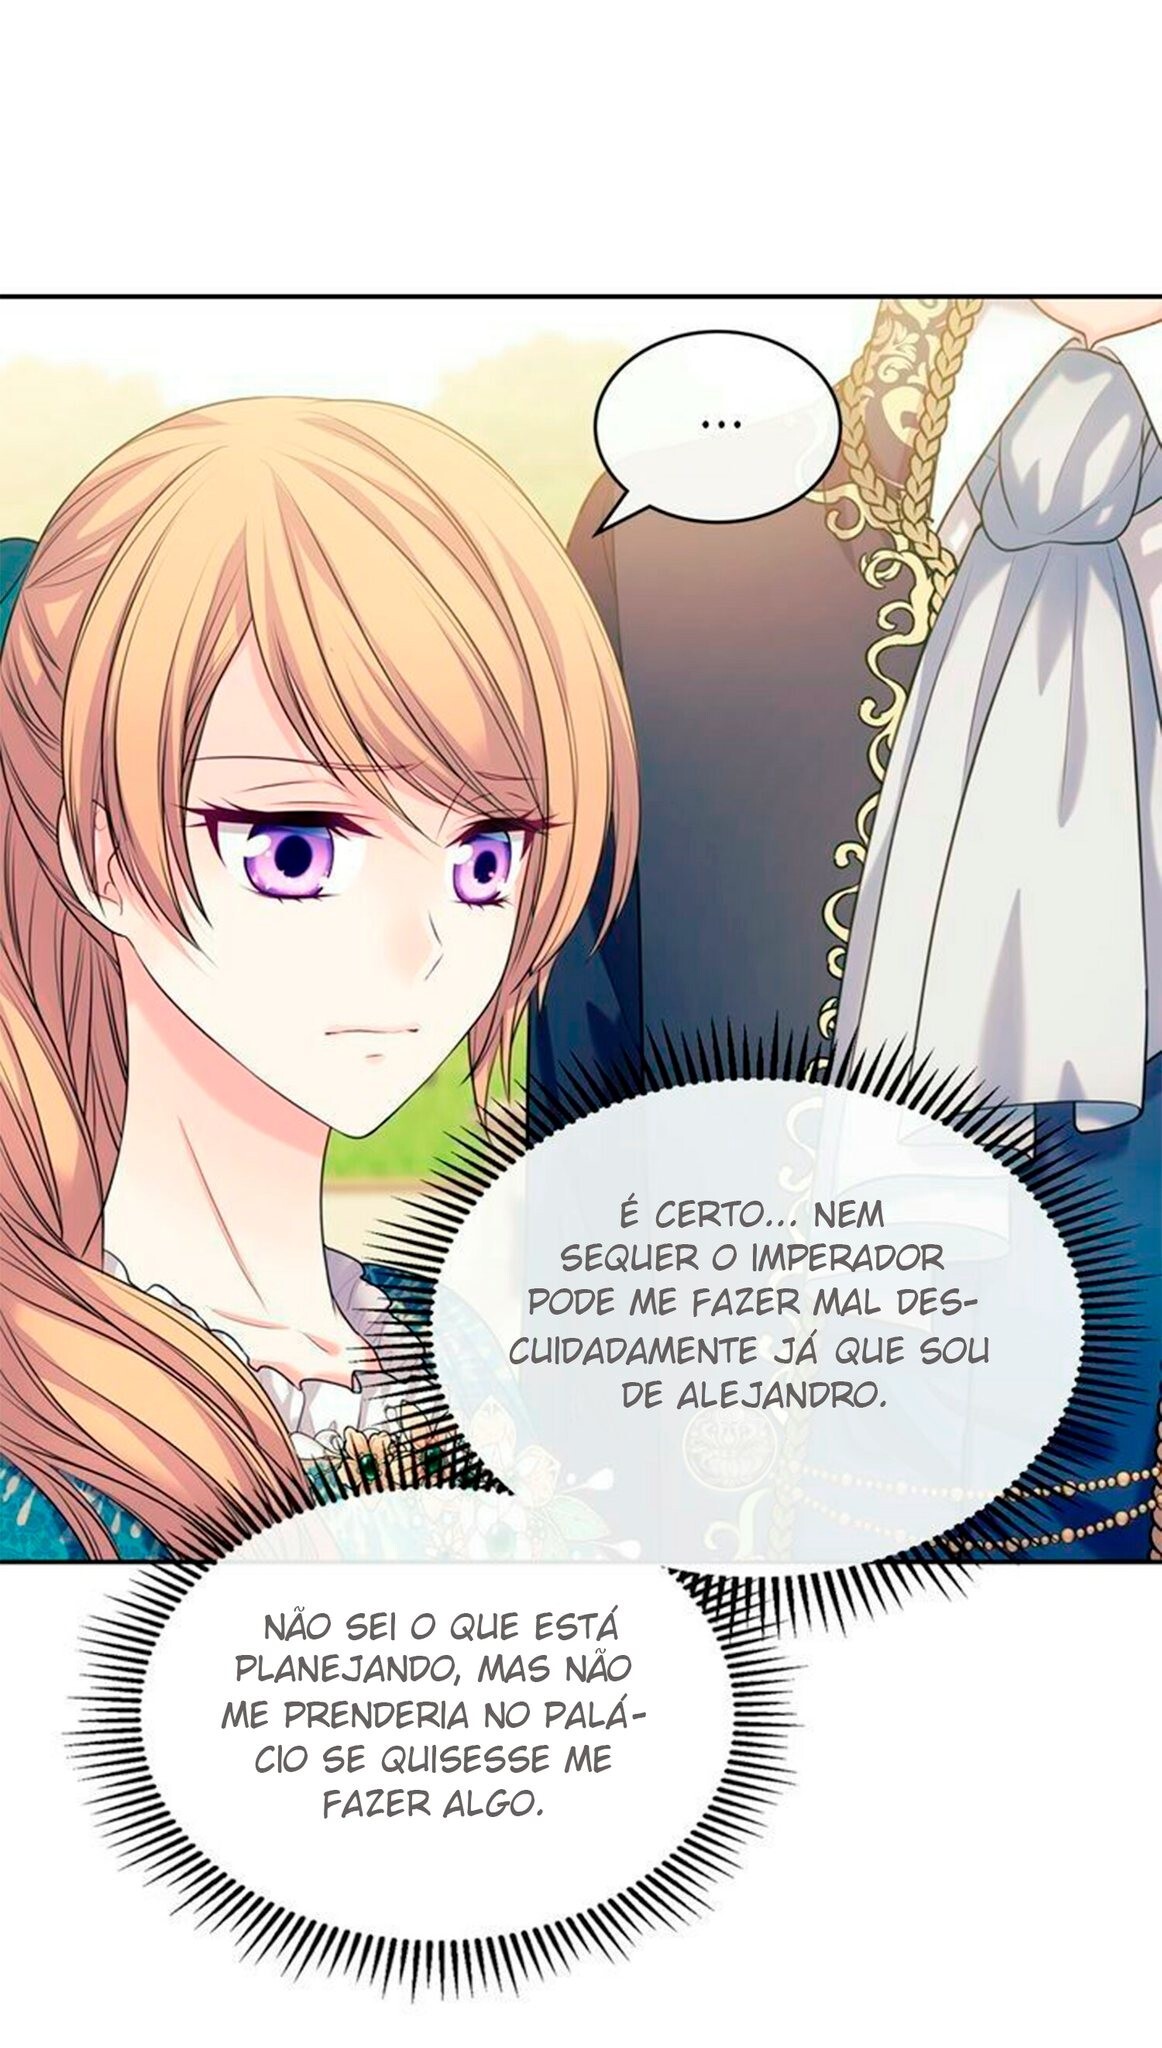 ...
É CERTO... NEM
SEQUER O IMPERADOR
PODE ME FAZER MAL DES-
CUIDADAMENTE JÁ QUE SOU
DE ALEJANDRO.
NÃO SEI O QUE ESTÁ
PLANEJANDO, MAS NÃO
ME PRENDERIA NO PALÁ-
CIO SE QUISESSE ME
FAZER ALGO.